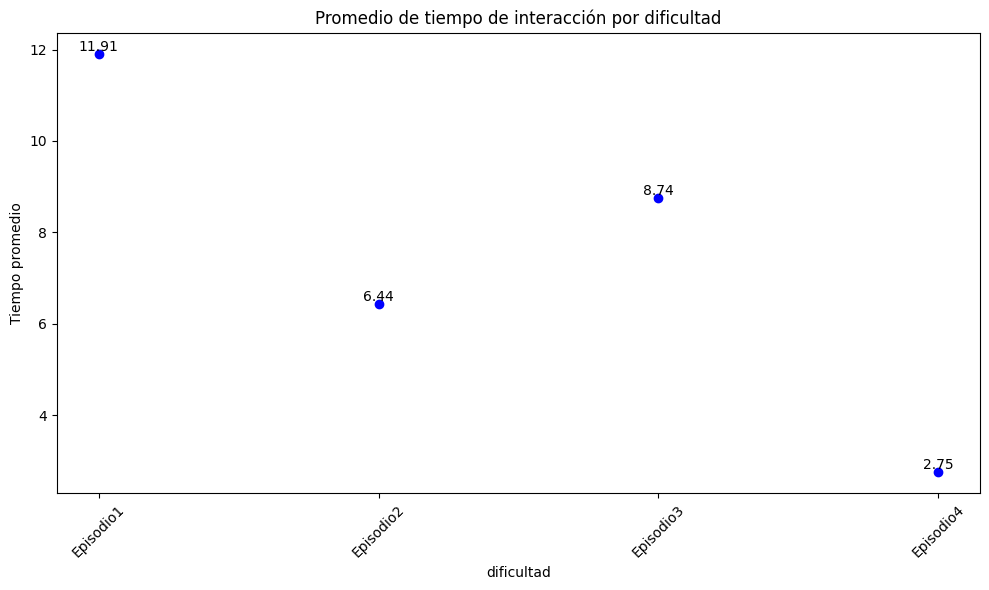 Promedio de tiempo de interacción por dificultad
Tiempo promedio
12
10
8
6
4
11.91
6.44
8.74
2.75
Episodio1
Episodio2
Episodio3
Episodio4
dificultad